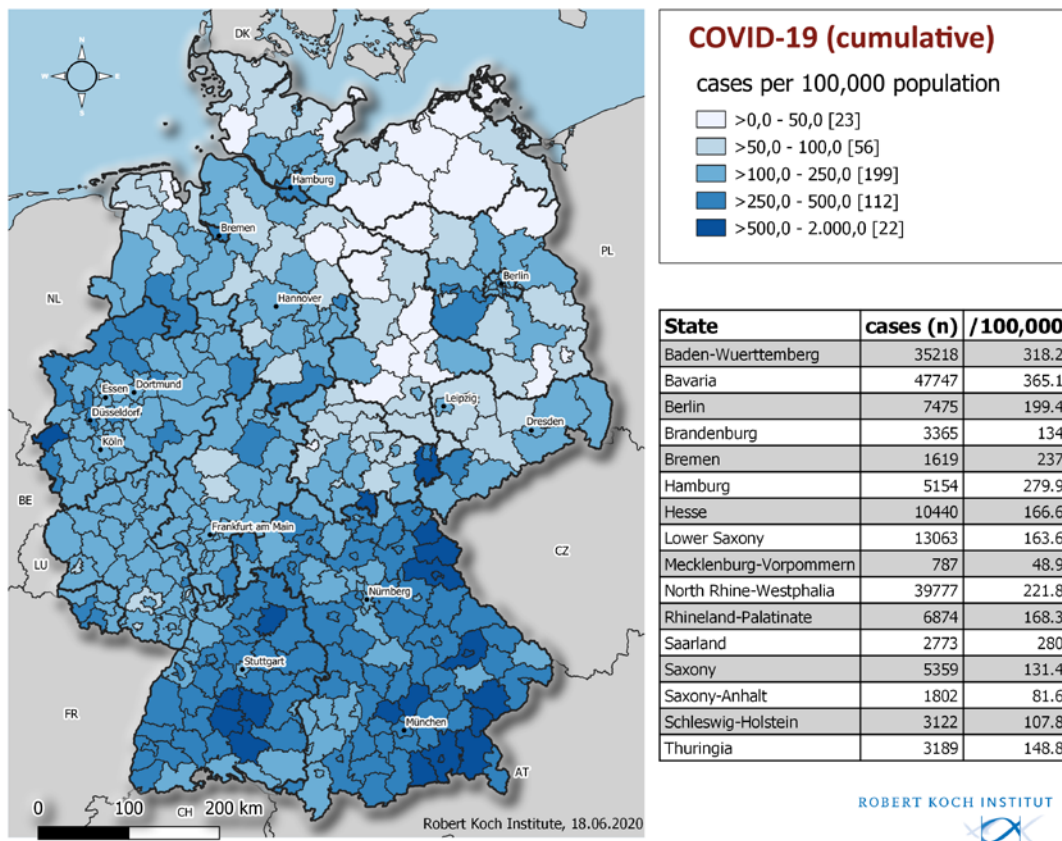 DK
N
W E
S
Hamburg
Bremen
PL
Berlin
NL
Hannover
Essen
Dortmund
Düsseldorf
Leipzig
Dresden
Köln
BE
Frankfurt am Main
LU
CZ
Nürnberg
Stuttgart
FR
München
AT
0 100 200 km
CH
Robert Koch Institute, 18.06.2020
COVID-19 (cumulative)
cases per 100,000 population
>0,0 - 50,0 [23]
>50,0 - 100,0 [56]
>100,0 - 250,0 [199]
>250,0 - 500,0 [112]
>500,0 - 2.000,0 [22]
State cases (n) /100,000
Baden-Wuerttemberg 35218 318.2
Bavaria 47747 365.1
Berlin 7475 199.4
Brandenburg 3365 134
Bremen 1619 237
Hamburg 5154 279.9
Hesse 10440 166.6
Lower Saxony 13063 163.6
Mecklenburg-Vorpommern 787 48.9
North Rhine-Westphalia 39777 221.8
Rhineland-Palatinate 6874 168.3
Saarland 2773 280
Saxony 5359 131.4
Saxony-Anhalt 1802 81.6
Schleswig-Holstein 3122 107.8
Thuringia 3189 148.8
ROBERT KOCH INSTITUT